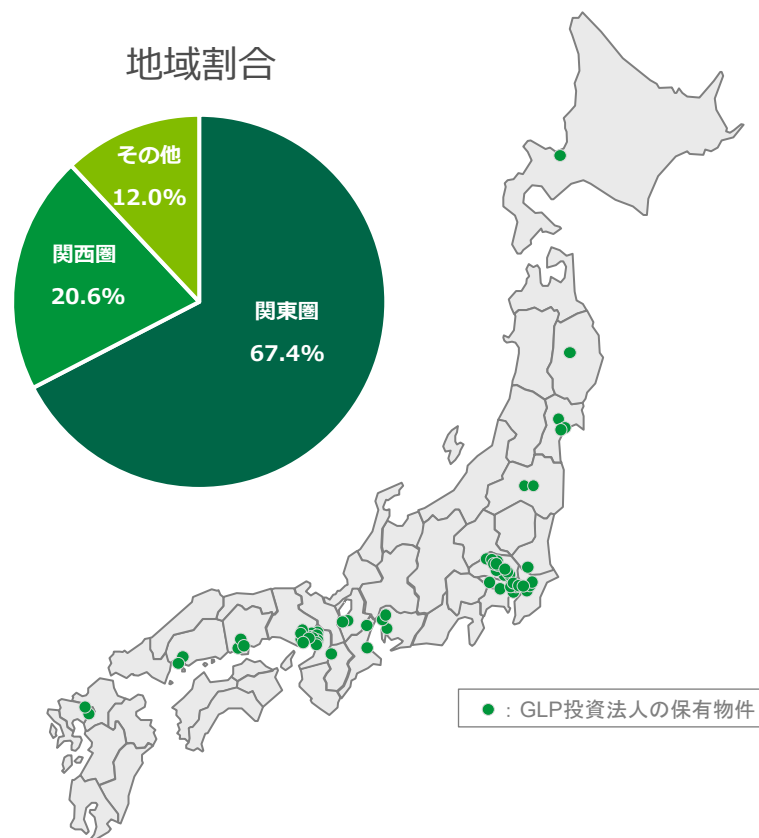 地域割合
その他
12.0%
関西圏
20.6%
関東圏
67.4%
：GLP投資法人の保有物件